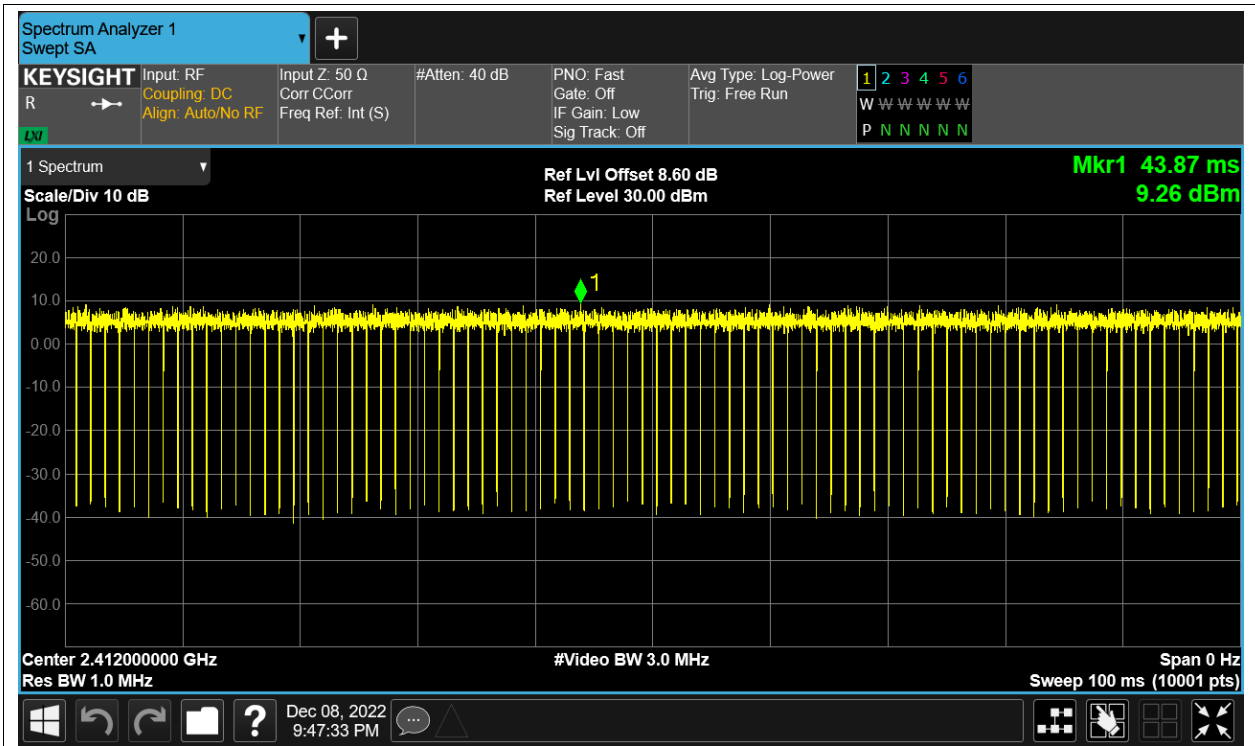 Spectrum Analyzer 1
Swept SA
KEYSIGHT
R
LXI
Input: RF
Coupling: DC
Align: Auto/No RF
Input Z: 50 Ω
Corr CCorr
Freq Ref: Int (S)
#Atten: 40 dB
PNO: Fast
Gate: Off
IF Gain: Low
Sig Track: Off
Avg Type: Log-Power
Trig: Free Run
1 2 3 4 5 6
W W W W W W
P N N N N N
1 Spectrum
Scale/Div 10 dB
Log
Ref Lvl Offset 8.60 dB
Ref Level 30.00 dBm
Mkr1 43.87 ms
9.26 dBm
1
20.0
10.0
0.00
-10.0
-20.0
-30.0
-40.0
-50.0
-60.0
Center 2.412000000 GHz
Res BW 1.0 MHz
#Video BW 3.0 MHz
Span 0 Hz
Sweep 100 ms (10001 pts)
?
Dec 08, 2022
9:47:33 PM